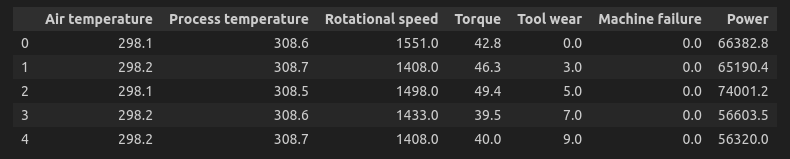 Air temperature Process temperature Rotational speed Torque Tool wear Machine failure Power
0 298.1 308.6 1551.0 42.8 0.0 0.0 66382.8
1 298.2 308.7 1408.0 46.3 3.0 0.0 65190.4
2 298.1 308.5 1498.0 49.4 5.0 0.0 74001.2
3 298.2 308.6 1433.0 39.5 7.0 0.0 56603.5
4 298.2 308.7 1408.0 40.0 9.0 0.0 56320.0